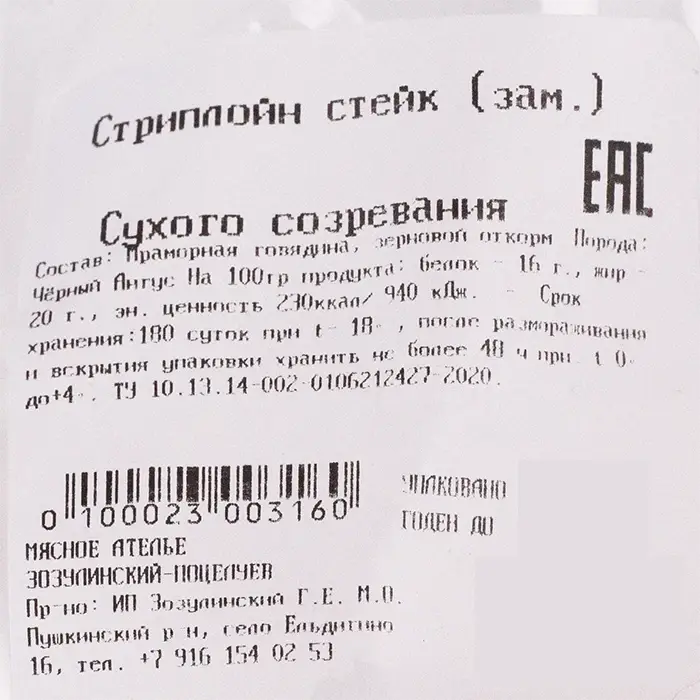 Стриплойн стейк (зам.)
EAC
Сухого созревания
Состав: Мраморная говядина, зерновой откорм Порода:
Чёрный Ангус На 100гр продукта: белок - 16 г., жир -
20 г., эн. ценность 230ккал/ 940 кДж. - Срок
хранения:180 суток при t- 18° , после размораживания
и вскрытия упаковки хранить не более 48 ч при t 0°
до+4°. ТУ 10.13.14-002-0106212427-2020.
0 100023 003160
УПАКОВАНО
ГОДЕН ДО
МЯСНОЕ АТЕЛЬЕ
ЗОЗУЛИНСКИЙ-ПОЦЕЛУЕВ
Пр-но: ИП Зозулинский Г.Е. М.О.
Пушкинский р н, село Ельдигино
16, тел. +7 916 154 02 53